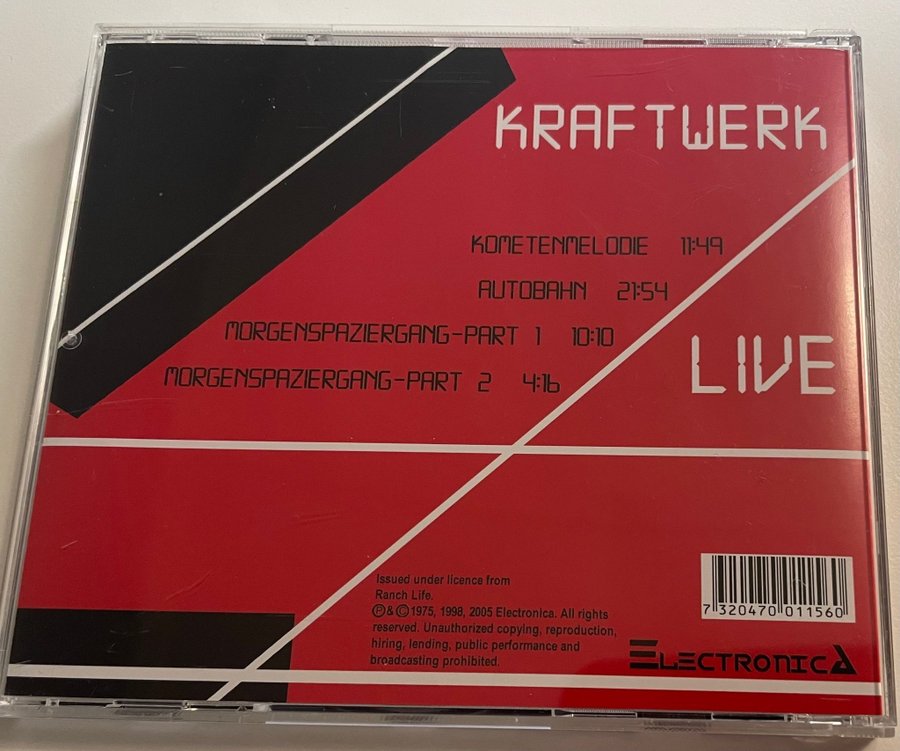 KRAFTWERK
KOMETENMELODIE 11:49
AUTOBAHN 21:54
MORGENSPAZIERGANG-PART 1 10:10
MORGENSPAZIERGANG-PART 2 4:16
LIVE
Issued under licence from
Ranch Life.
Ⓟ&©1975, 1998, 2005 Electronica. All rights
reserved. Unauthorized copying, reproduction,
hiring, lending, public performance and
broadcasting prohibited.
7 320470 011560
ELECTRONICA